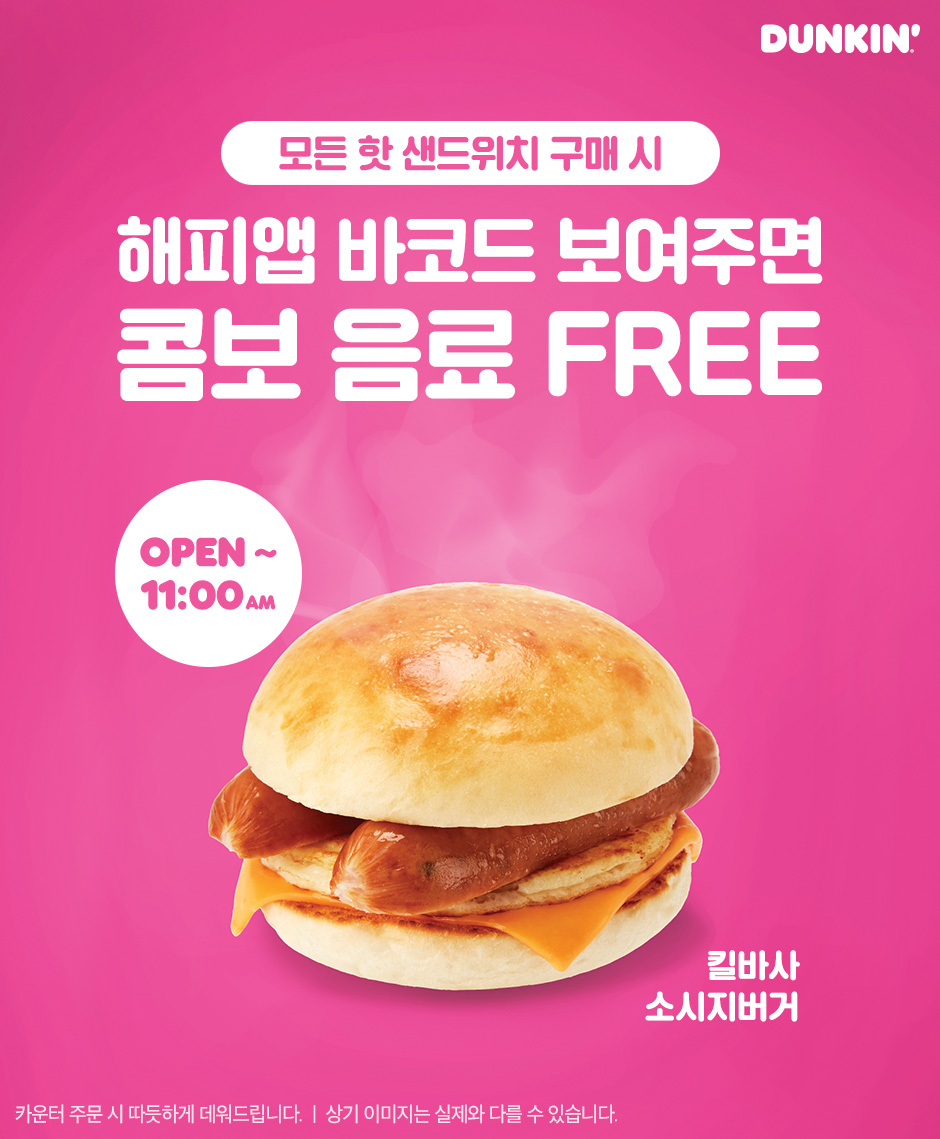 DUNKIN'
모든 핫 샌드위치 구매 시
해피앱 바코드 보여주면
콤보 음료 FREE
OPEN ~
11:00 AM
킬바사
소시지버거
카운터 주문 시 따듯하게 데워드립니다. | 상기 이미지는 실제와 다를 수 있습니다.